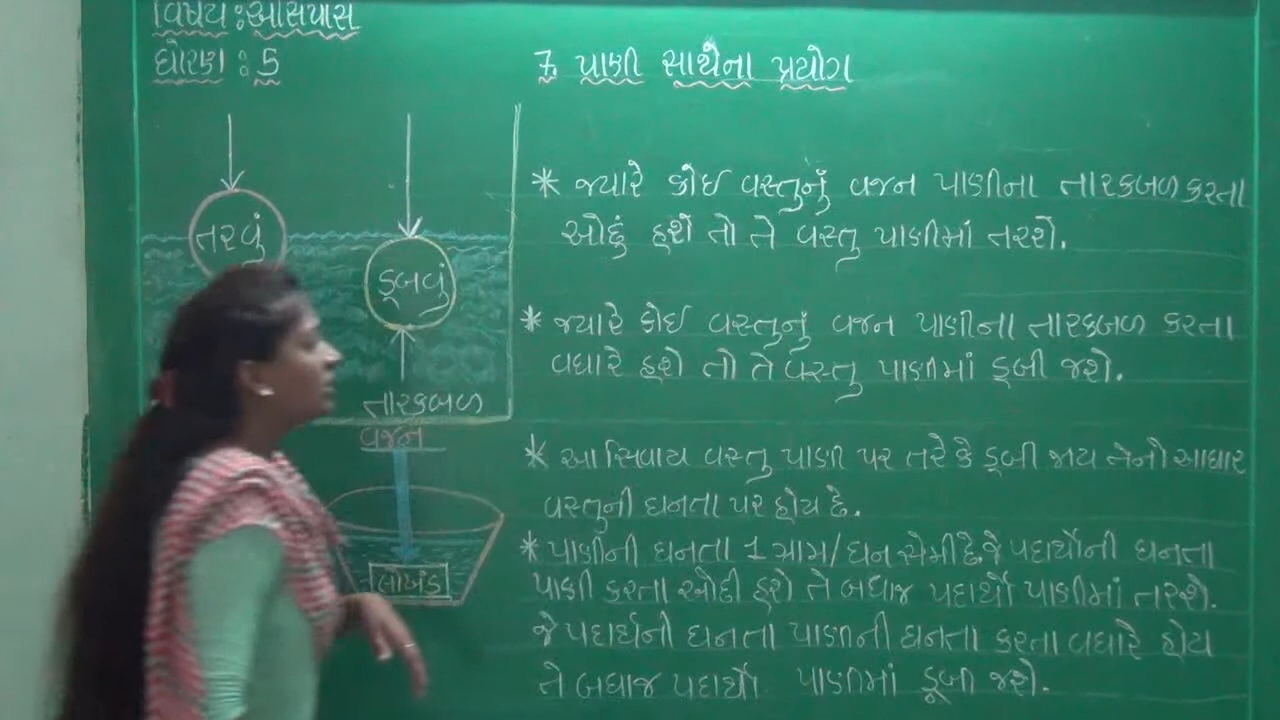 વિષય : આસપાસ
ધોરણ : 5
7. પાણી સાથેના પ્રયોગ
તરવું
ડૂબવું
તારકબળ
વજન
લોખંડ
* જ્યારે કોઈ વસ્તુનું વજન પાણીના તારકબળ કરતા
ઓછું હશે તો તે વસ્તુ પાણીમાં તરશે.
* જ્યારે કોઈ વસ્તુનું વજન પાણીના તારકબળ કરતા
વધારે હશે તો તે વસ્તુ પાણીમાં ડૂબી જશે.
* આ સિવાય વસ્તુ પાણી પર તરે કે ડૂબી જાય તેનો આધાર
વસ્તુની ઘનતા પર હોય છે.
* પાણીની ઘનતા 1 ગ્રામ/ઘન સેમી છે. જે પદાર્થોની ઘનતા
પાણી કરતા ઓછી હશે તે બધાજ પદાર્થો પાણીમાં તરશે.
જે પદાર્થની ઘનતા પાણીની ઘનતા કરતા વધારે હોય
તે બધાજ પદાર્થો પાણીમાં ડૂબી જશે.